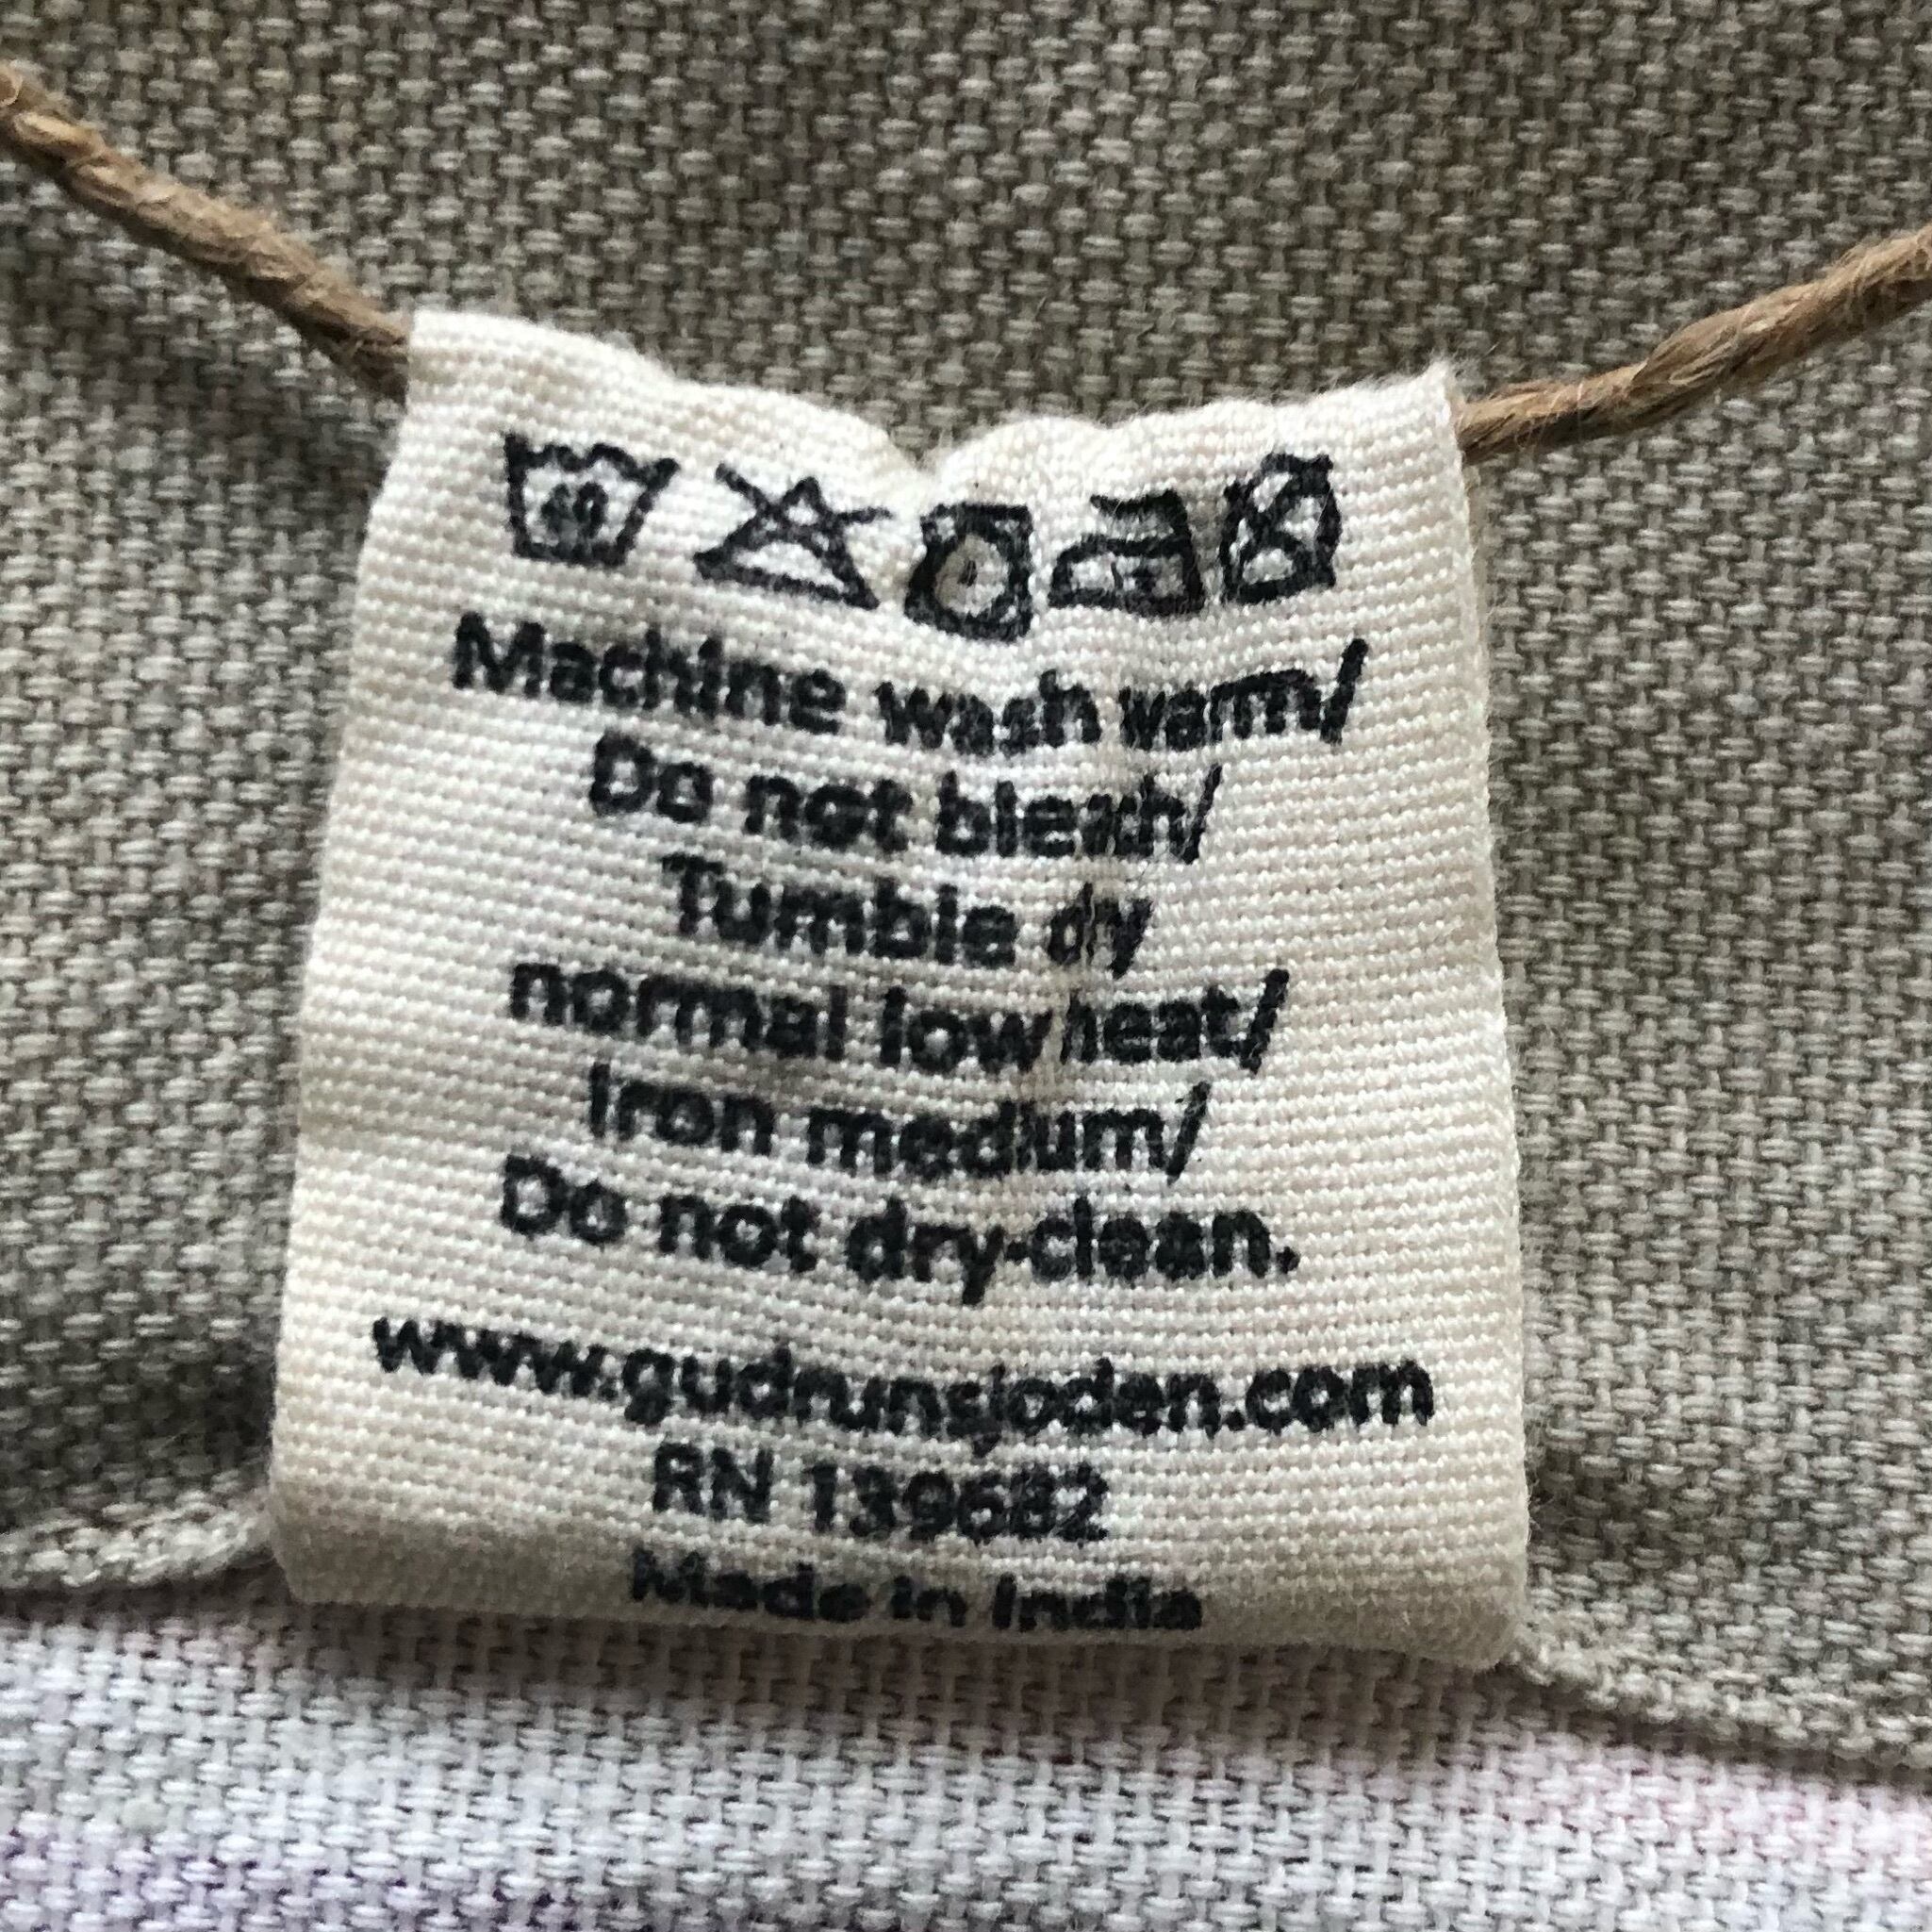 40
Machine wash warm/
Do not bleach/
Tumble dry
normal low heat/
Iron medium/
Do not dry-clean.
www.gudrunsjoden.com
RN 139682
Made in India